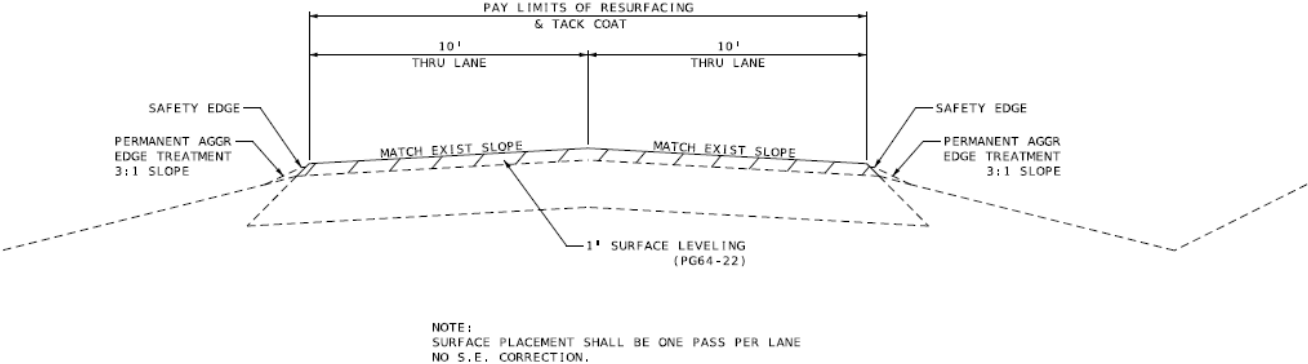 PAY LIMITS OF RESURFACING
& TACK COAT
10'
THRU LANE
10'
THRU LANE
SAFETY EDGE
PERMANENT AGGR
EDGE TREATMENT
3:1 SLOPE
MATCH EXIST SLOPE
MATCH EXIST SLOPE
SAFETY EDGE
PERMANENT AGGR
EDGE TREATMENT
3:1 SLOPE
1" SURFACE LEVELING
(PG64-22)
NOTE:
SURFACE PLACEMENT SHALL BE ONE PASS PER LANE
NO S.E. CORRECTION.